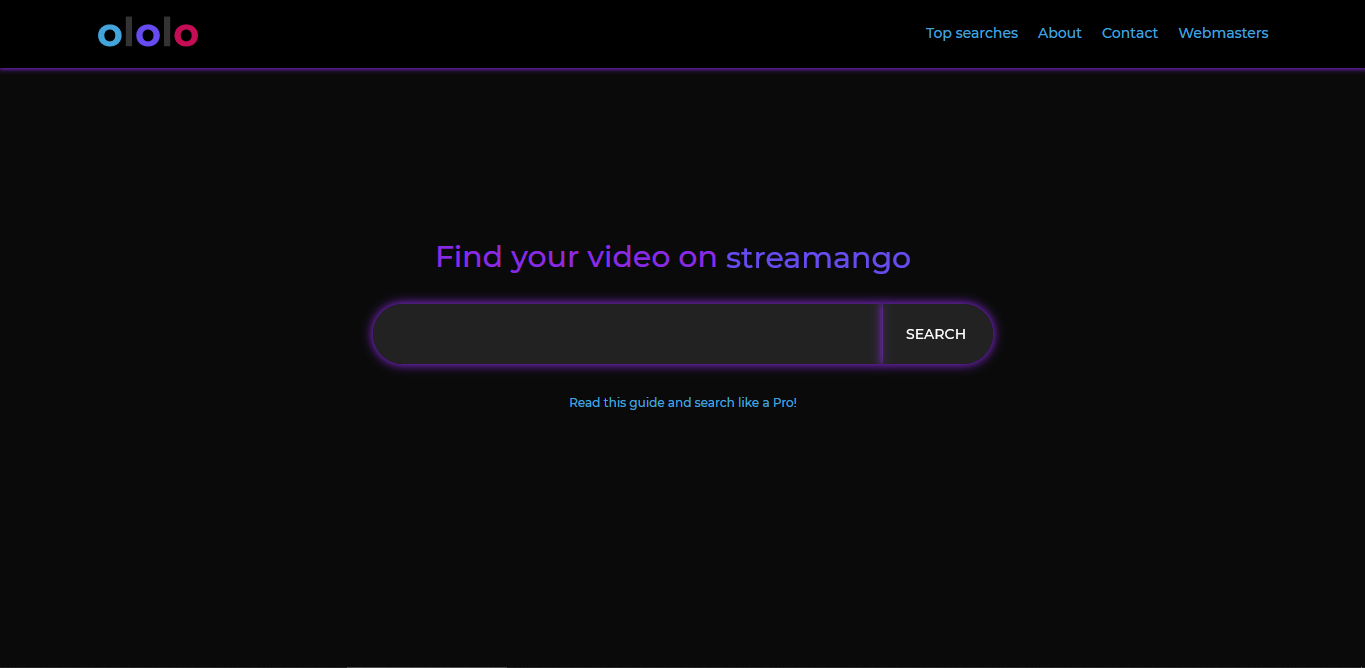 ololo
Top searches About Contact Webmasters
Find your video on streamango
SEARCH
Read this guide and search like a Pro!